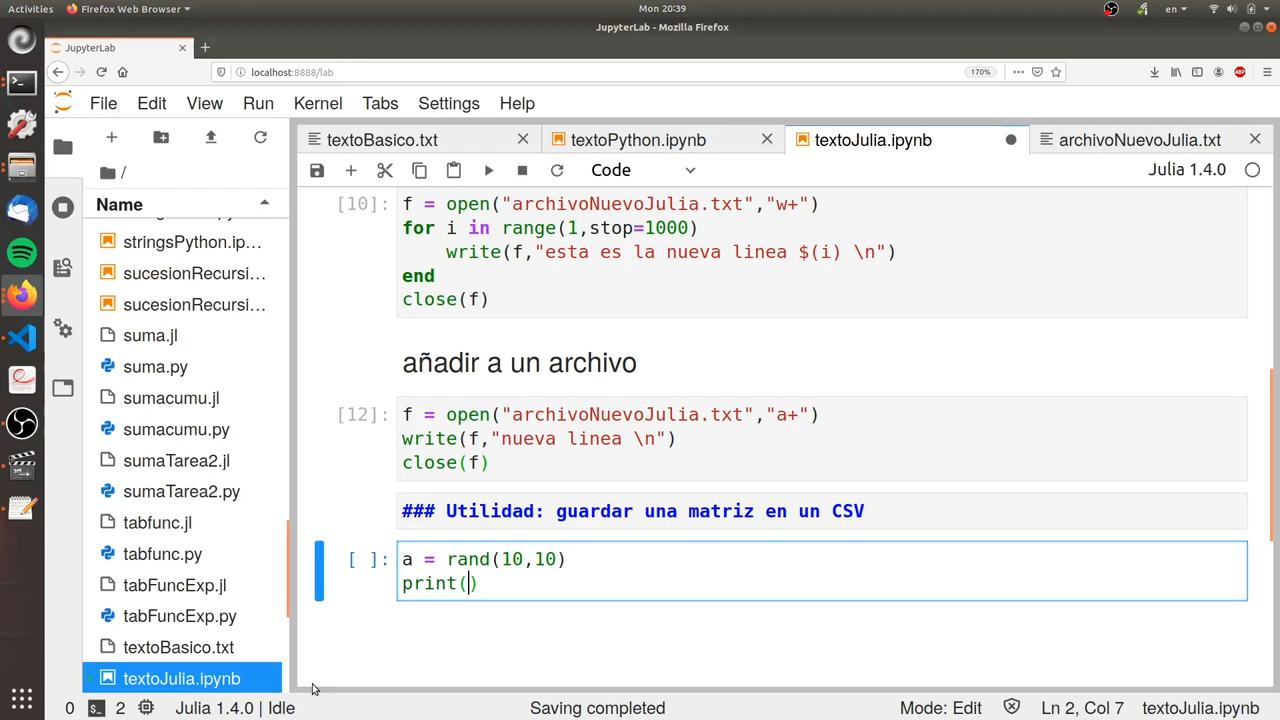 Activities
Firefox Web Browser
Mon 20:39
en
JupyterLab - Mozilla Firefox
JupyterLab
localhost:8888/lab
170%
ABP
File Edit View Run Kernel Tabs Settings Help
textoBasico.txt
textoPython.ipynb
textoJulia.ipynb
archivoNuevoJulia.txt
/
Code
Julia 1.4.0
Name
stringsPython.ip…
sucesionRecursi…
sucesionRecursi…
suma.jl
suma.py
sumacumu.jl
sumacumu.py
sumaTarea2.jl
sumaTarea2.py
tabfunc.jl
tabfunc.py
tabFuncExp.jl
tabFuncExp.py
textoBasico.txt
textoJulia.ipynb
[10]: f = open("archivoNuevoJulia.txt","w+")
for i in range(1,stop=1000)
write(f,"esta es la nueva linea $(i) \n")
end
close(f)
añadir a un archivo
[12]: f = open("archivoNuevoJulia.txt","a+")
write(f,"nueva linea \n")
close(f)
### Utilidad: guardar una matriz en un CSV
[ ]: a = rand(10,10)
print()
0
2
Julia 1.4.0 | Idle
Saving completed
Mode: Edit
Ln 2, Col 7
textoJulia.ipynb